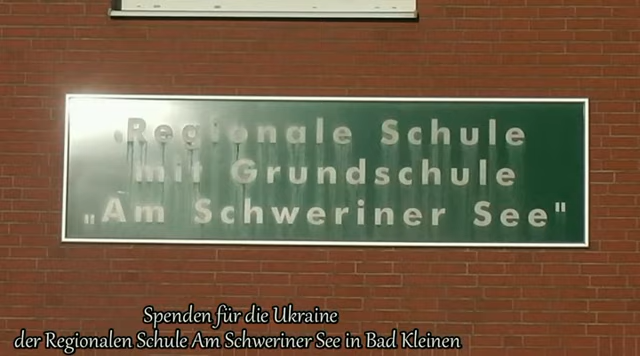 Regionale Schule
mit Grundschule
„Am Schweriner See"
Spenden für die Ukraine
der Regionalen Schule Am Schweriner See in Bad Kleinen